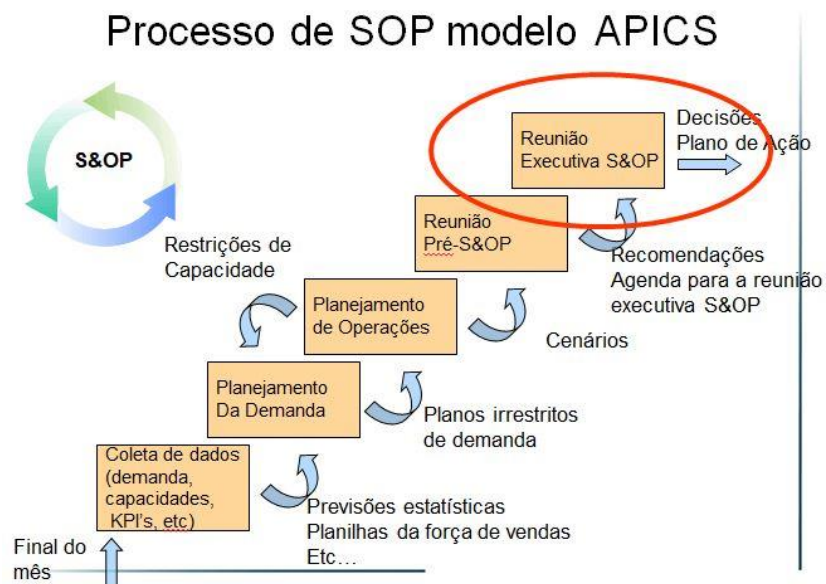 Processo de SOP modelo APICS
S&OP
Decisões
Plano de Ação
Reunião
Executiva S&OP
Reunião
Pré-S&OP
Recomendações
Agenda para a reunião
executiva S&OP
Restrições de
Capacidade
Planejamento
de Operações
Cenários
Planejamento
Da Demanda
Planos irrestritos
de demanda
Coleta de dados
(demanda,
capacidades,
KPI's, etc)
Previsões estatísticas
Planilhas da força de vendas
Etc...
Final do
mês